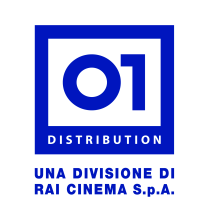 01
DISTRIBUTION
UNA DIVISIONE DI
RAI CINEMA S.p.A.